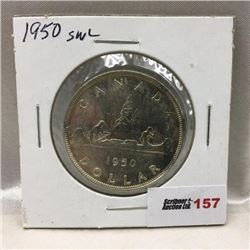 1950 SWL
CANADA
1950
DOLLAR
Scribner's
Auction Ltd.
157